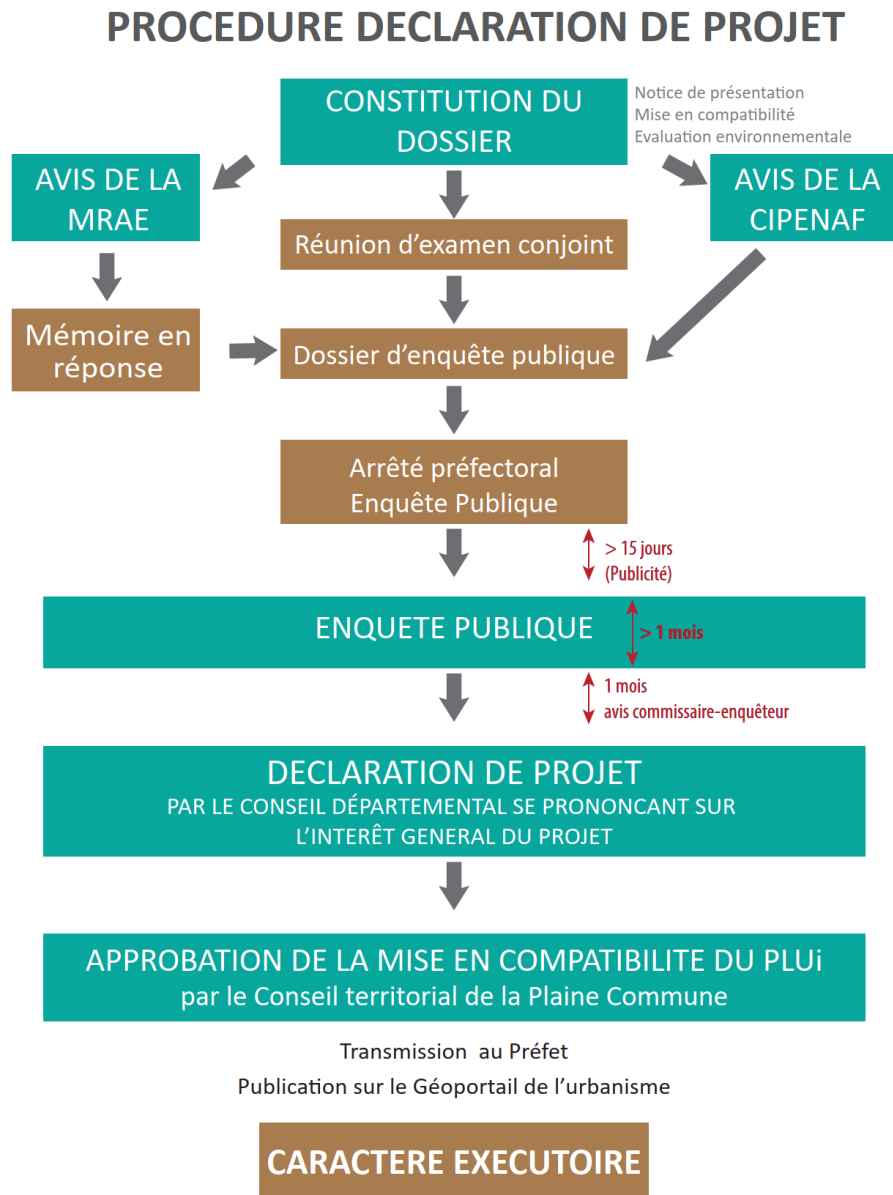 PROCEDURE DECLARATION DE PROJET
CONSTITUTION DU
DOSSIER
Notice de présentation
Mise en compatibilité
Evaluation environnementale
AVIS DE LA
MRAE
AVIS DE LA
CIPENAF
Réunion d'examen conjoint
Mémoire en
réponse
Dossier d'enquête publique
Arrêté préfectoral
Enquête Publique
> 15 jours
(Publicité)
ENQUETE PUBLIQUE
> 1 mois
1 mois
avis commissaire-enquêteur
DECLARATION DE PROJET
PAR LE CONSEIL DÉPARTEMENTAL SE PRONONCANT SUR
L'INTERÊT GENERAL DU PROJET
APPROBATION DE LA MISE EN COMPATIBILITE DU PLUi
par le Conseil territorial de la Plaine Commune
Transmission au Préfet
Publication sur le Géoportail de l'urbanisme
CARACTERE EXECUTOIRE